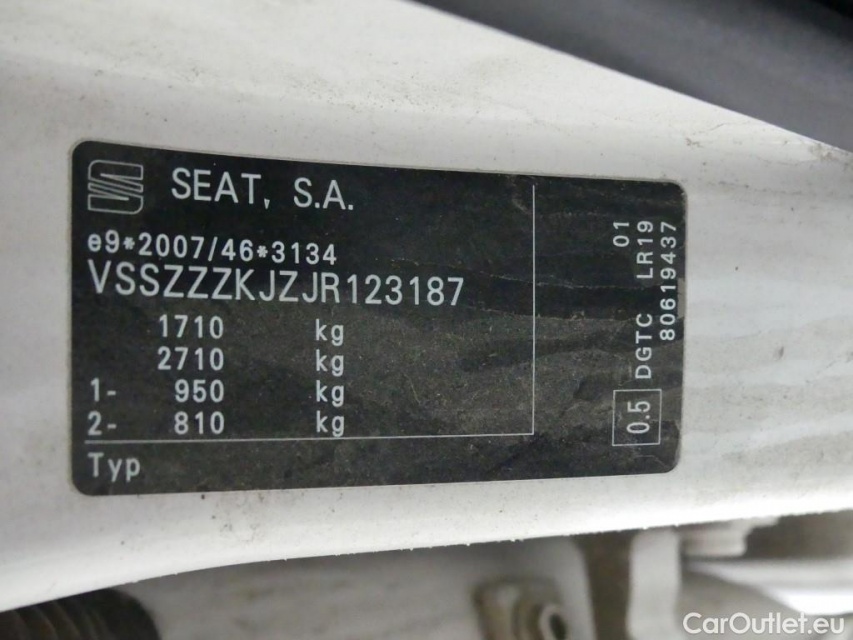 SEAT, S.A.
e9*2007/46*3134
VSSZZZKJZJR123187
1710 kg
2710 kg
1- 950 kg
2- 810 kg
Typ
0.5 DGTC LR19 01
80619437
CarOutlet.eu